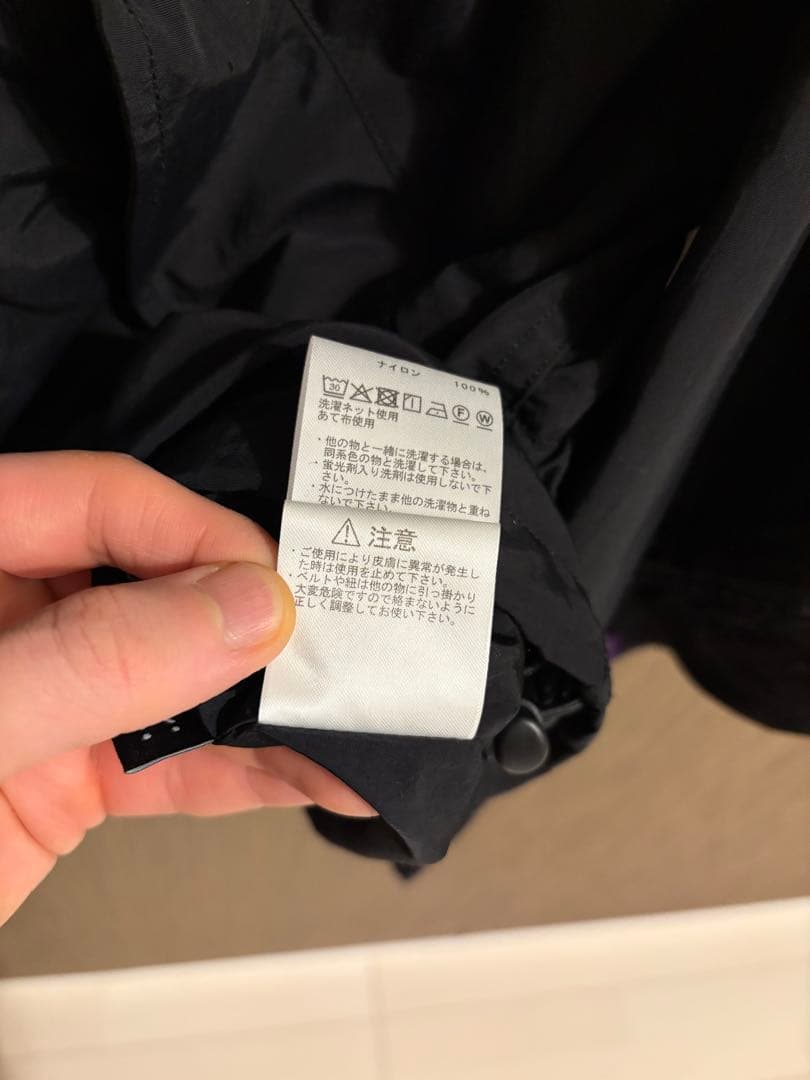 ナイロン 100%
30 F W
洗濯ネット使用
あて布使用
・他の物と一緒に洗濯する場合は、
同系色の物と洗濯して下さい。
・蛍光剤入り洗剤は使用しないで下
さい。
・水につけたまま他の洗濯物と重ね
ないで下さい。
注意
・ご使用により皮膚に異常が発生し
た時は使用を止めて下さい。
・ベルトや紐は他の物に引っ掛かり
大変危険ですので絡まないように
正しく調整してお使い下さい。